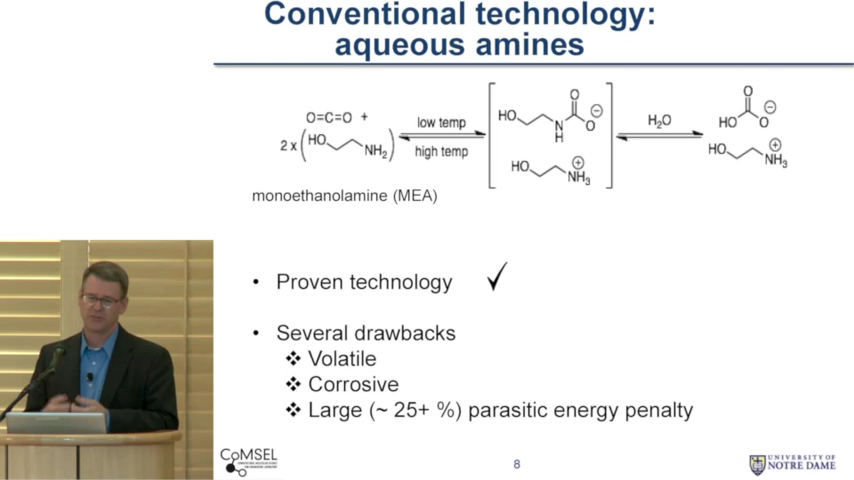 Conventional technology:
aqueous amines
O=C=O +
2 x
HO
NH2
low temp
high temp
HO
N
H
O
O
HO
NH3
H2O
O
HO
O
HO
NH3
monoethanolamine (MEA)
• Proven technology ✓
• Several drawbacks
❖ Volatile
❖ Corrosive
❖ Large (~ 25+ %) parasitic energy penalty
CoMSEL
8
UNIVERSITY OF
NOTRE DAME